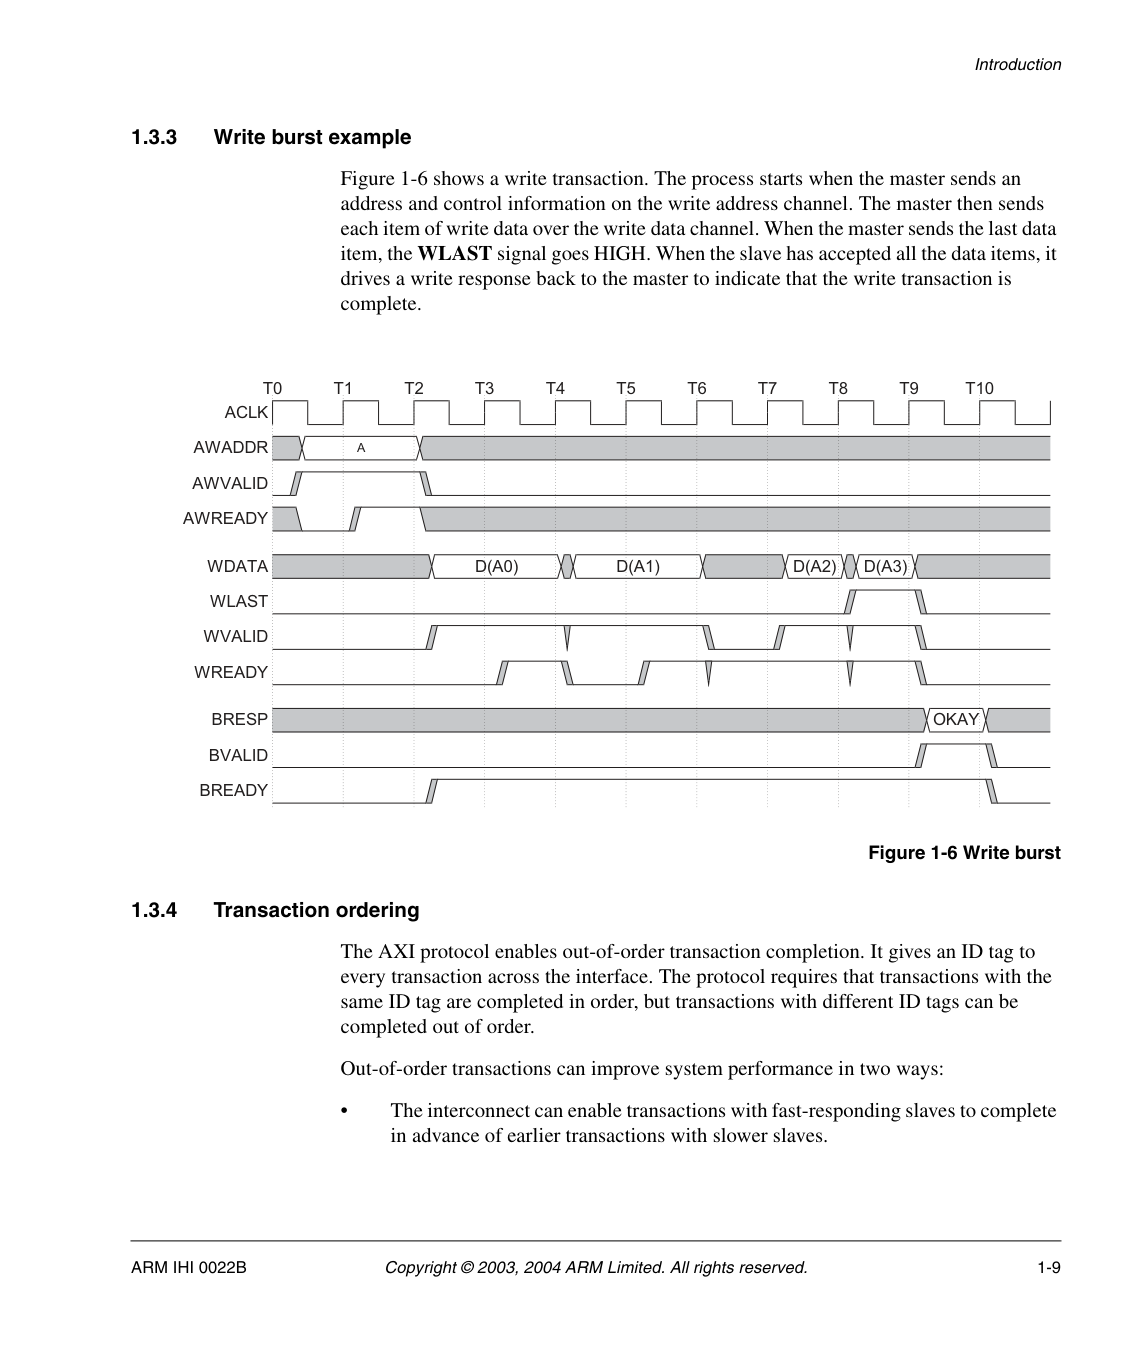 Introduction
1.3.3 Write burst example
Figure 1-6 shows a write transaction. The process starts when the master sends an
address and control information on the write address channel. The master then sends
each item of write data over the write data channel. When the master sends the last data
item, the WLAST signal goes HIGH. When the slave has accepted all the data items, it
drives a write response back to the master to indicate that the write transaction is
complete.
T0 T1 T2 T3 T4 T5 T6 T7 T8 T9 T10
ACLK
AWADDR A
AWVALID
AWREADY
WDATA D(A0) D(A1) D(A2) D(A3)
WLAST
WVALID
WREADY
BRESP OKAY
BVALID
BREADY
Figure 1-6 Write burst
1.3.4 Transaction ordering
The AXI protocol enables out-of-order transaction completion. It gives an ID tag to
every transaction across the interface. The protocol requires that transactions with the
same ID tag are completed in order, but transactions with different ID tags can be
completed out of order.
Out-of-order transactions can improve system performance in two ways:
• The interconnect can enable transactions with fast-responding slaves to complete
in advance of earlier transactions with slower slaves.
ARM IHI 0022B Copyright © 2003, 2004 ARM Limited. All rights reserved. 1-9